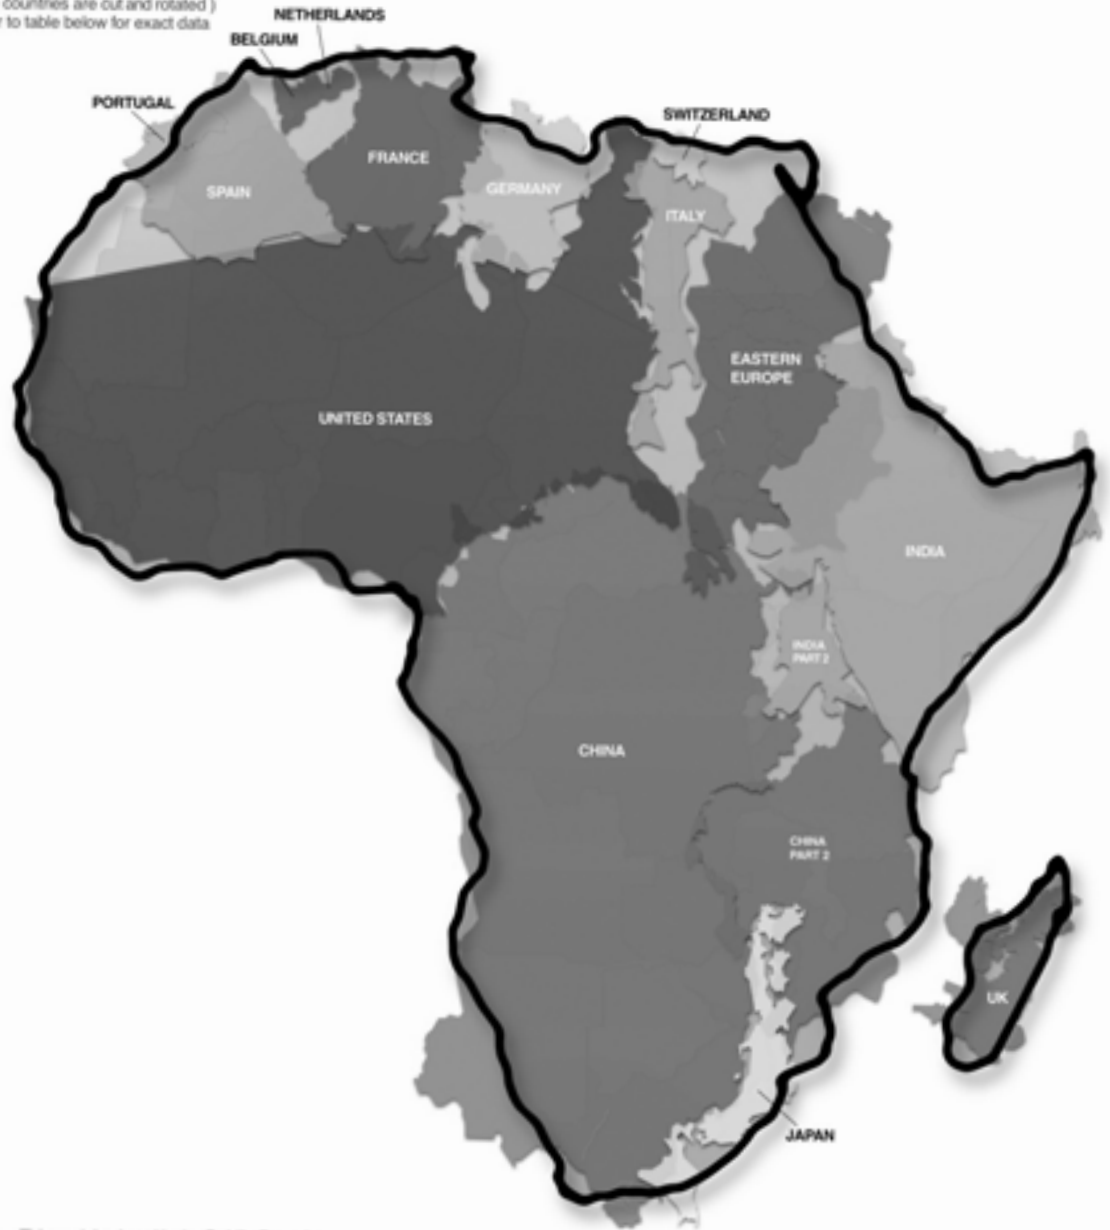 countries are cut and rotated )
r to table below for exact data
NETHERLANDS
BELGIUM
PORTUGAL
SWITZERLAND
FRANCE
SPAIN
GERMANY
ITALY
EASTERN
EUROPE
UNITED STATES
INDIA
INDIA
PART 2
CHINA
CHINA
PART 2
UK
JAPAN